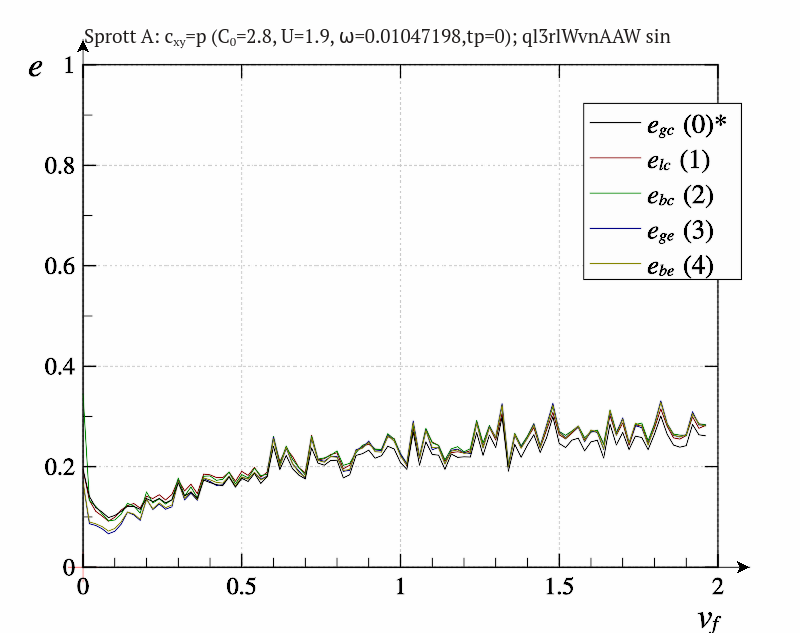 Sprott A: cxy=p (C0=2.8, U=1.9, ω=0.01047198,tp=0); ql3rlWvnAAW sin
e
1
0.8
0.6
0.4
0.2
0
0 0.5 1 1.5 2
vf
egc (0)*
elc (1)
ebc (2)
ege (3)
ebe (4)